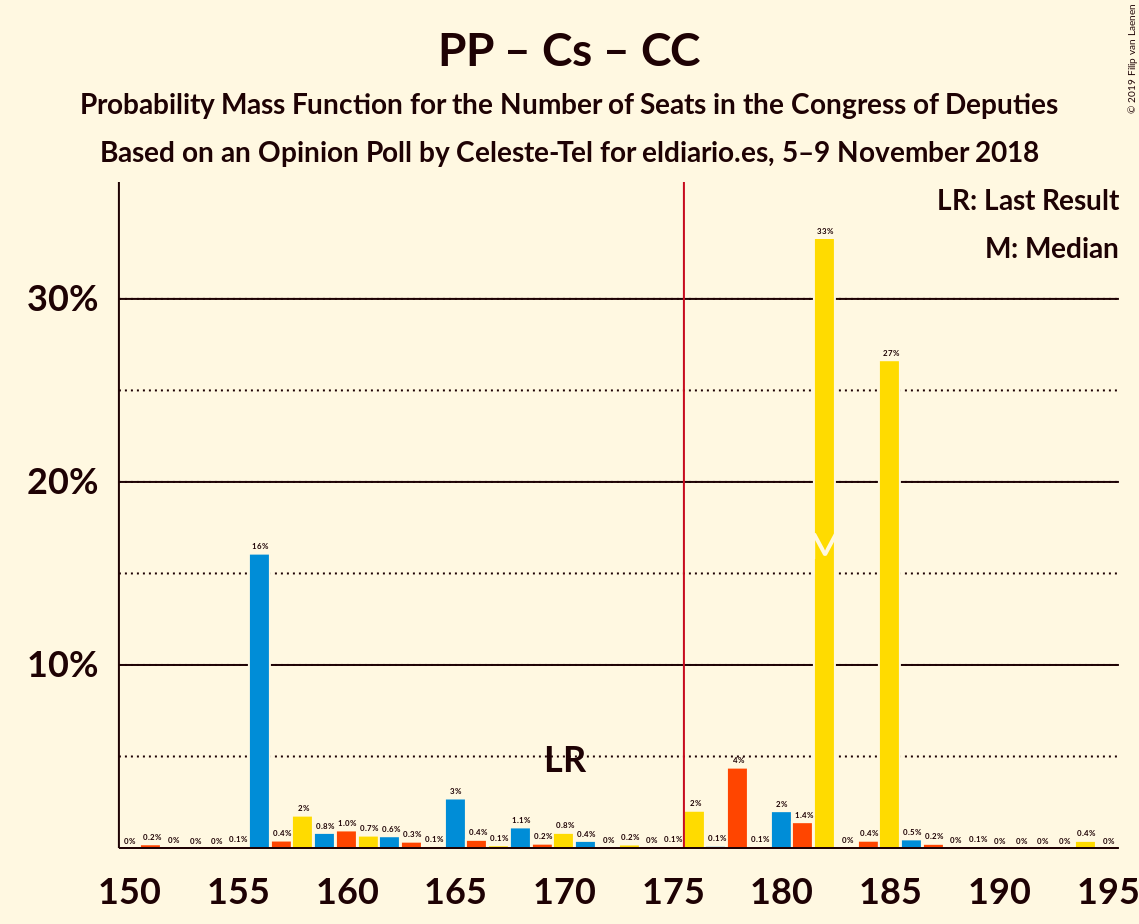 © 2019 Filip van Laenen
PP – Cs – CC
Probability Mass Function for the Number of Seats in the Congress of Deputies
Based on an Opinion Poll by Celeste-Tel for eldiario.es, 5–9 November 2018
LR: Last Result
M: Median
30%
20%
10%
0% 0.2% 0% 0% 0% 0.1% 16% 0.4% 2% 0.8% 1.0% 0.7% 0.6% 0.3% 0.1% 3% 0.4% 0.1% 1.1% 0.2% 0.8% 0.4% 0% 0.2% 0% 0.1% 2% 0.1% 4% 0.1% 2% 1.4% 33% 0% 0.4% 27% 0.5% 0.2% 0% 0.1% 0% 0% 0% 0% 0.4% 0%
LR
M
150 155 160 165 170 175 180 185 190 195